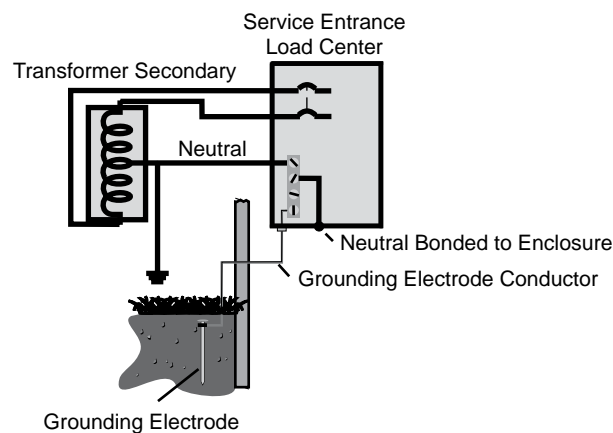 Service Entrance
Load Center
Transformer Secondary
Neutral
Neutral Bonded to Enclosure
Grounding Electrode Conductor
Grounding Electrode